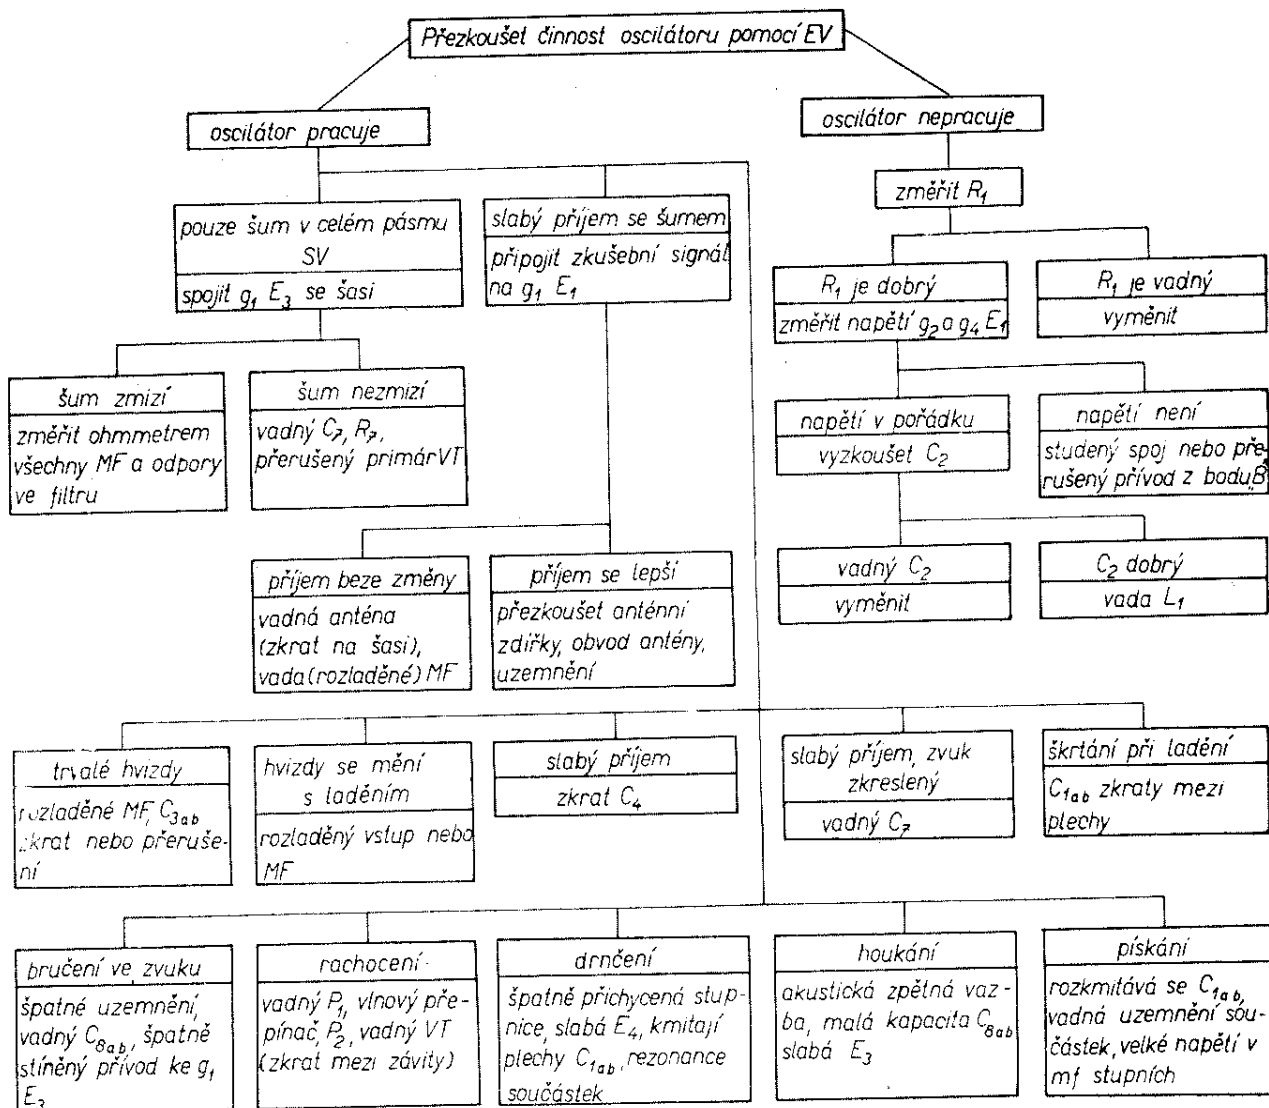 Přezkoušet činnost oscilátoru pomocí EV
oscilátor pracuje
oscilátor nepracuje
změřit R₁
pouze šum v celém pásmu
SV
spojit g₁ E₃ se šasi
slabý příjem se šumem
připojit zkušební signál
na g₁ E₁
R₁ je dobrý
změřit napětí g₂ a g₄ E₁
R₁ je vadný
vyměnit
šum zmizí
změřit ohmmetrem
všechny MF a odpory
ve filtru
šum nezmizí
vadný C₇, R₇,
přerušený primár VT
napětí v pořádku
vyzkoušet C₂
napětí není
studený spoj nebo pře-
rušený přívod z bodu „B"
příjem beze změny
vadná anténa
(zkrat na šasi),
vada (rozladěné) MF
příjem se lepší
přezkoušet anténní
zdířky, obvod antény,
uzemnění
vadný C₂
vyměnit
C₂ dobrý
vada L₁
trvalé hvizdy
rozladěné MF, C₃ab
zkrat nebo přeruše-
ní
hvizdy se mění
s laděním
rozladěný vstup nebo
MF
slabý příjem
zkrat C₄
slabý příjem, zvuk
zkreslený
vadný C₇
škrtání při ladění
C₁ab zkraty mezi
plechy
bručení ve zvuku
špatné uzemnění,
vadný C₈ab, špatně
stíněný přívod ke g₁
E₃
rachocení
vadný P₁, vlnový pře-
pínač, P₂, vadný VT
(zkrat mezi závity)
drnčení
špatně přichycená stup-
nice, slabá E₄, kmitají
plechy C₁ab, rezonance
součástek
houkání
akustická zpětná vaz-
ba, malá kapacita C₈ab
slabá E₃
pískání
rozkmitává se C₁ab,
vadná uzemnění sou-
částek, velké napětí v
mf stupních